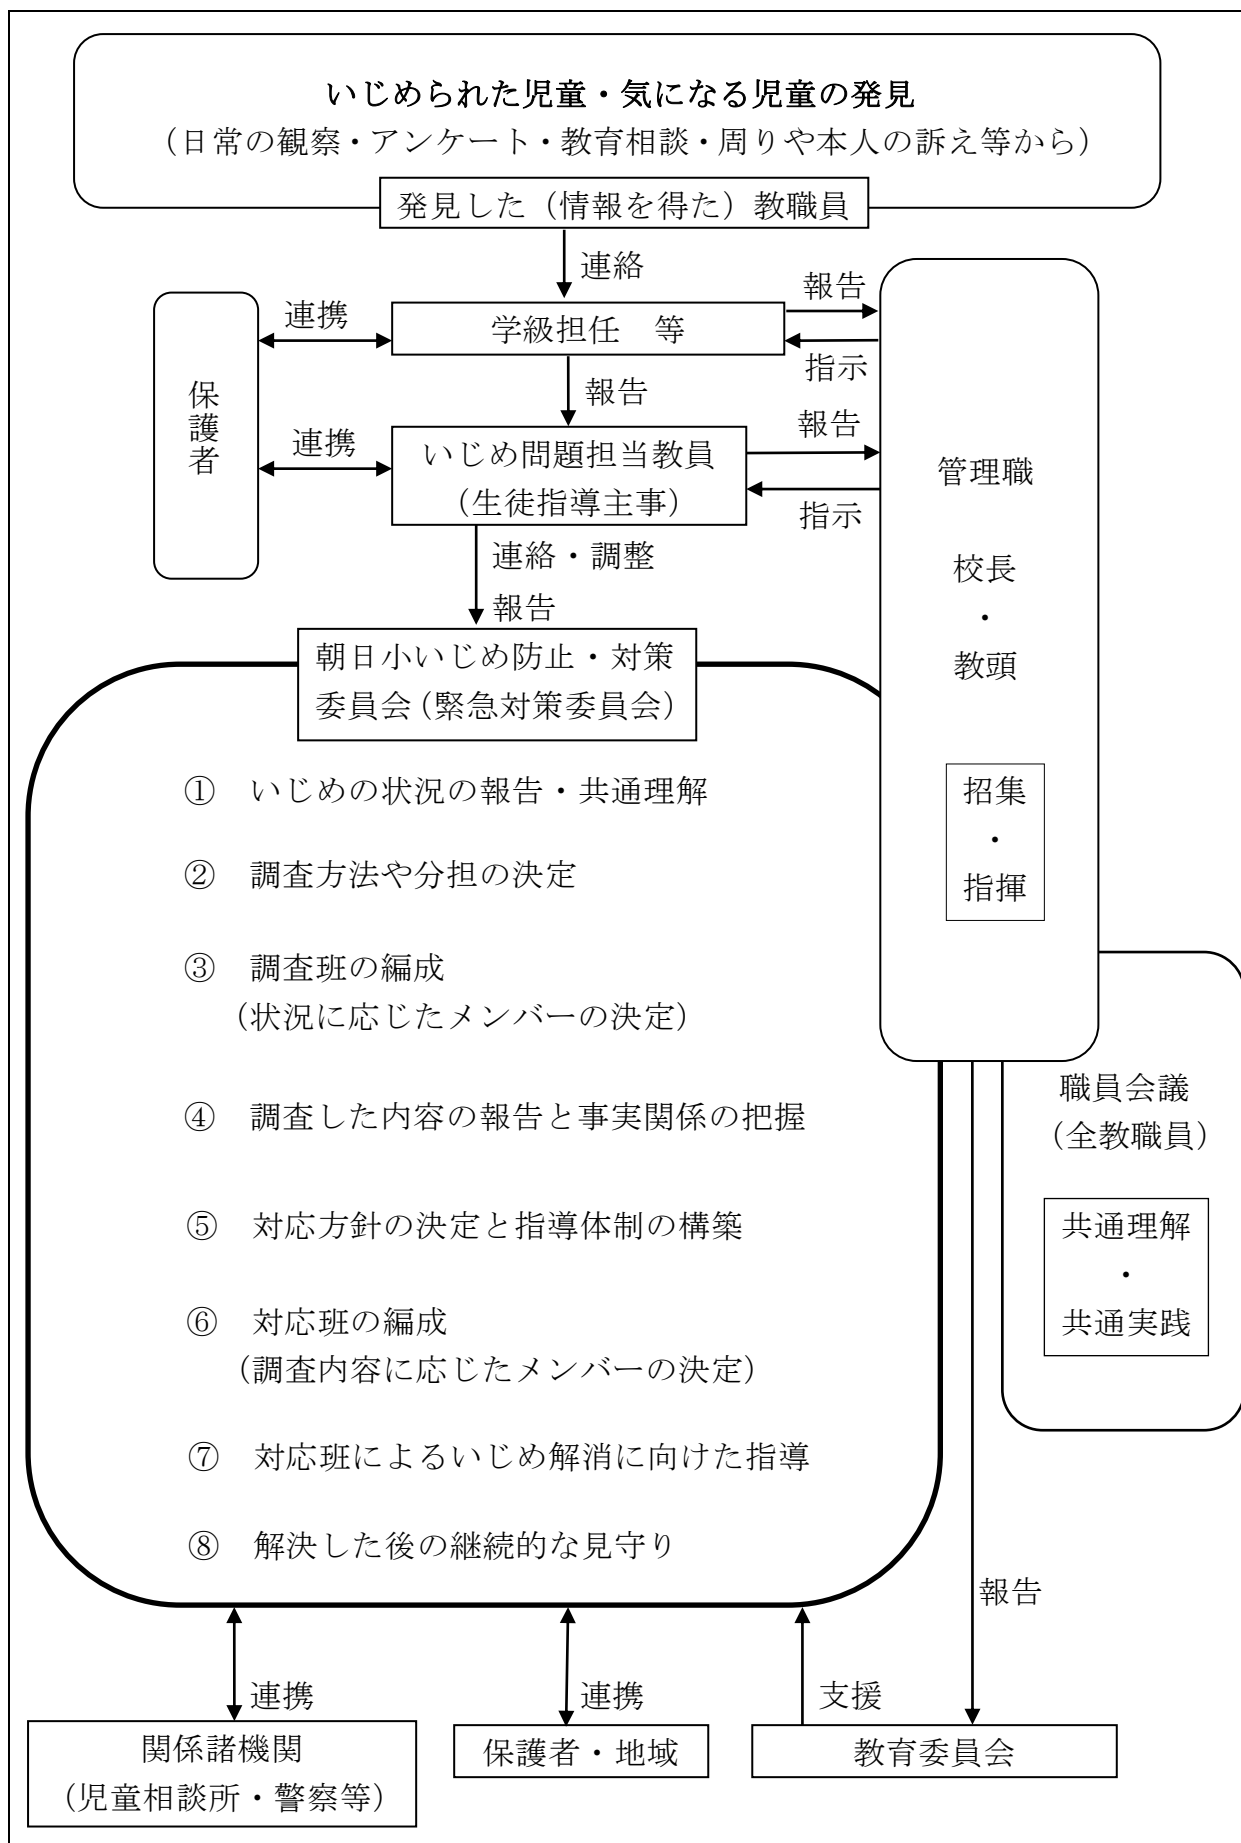 いじめられた児童・気になる児童の発見
（日常の観察・アンケート・教育相談・周りや本人の訴え等から）
発見した（情報を得た）教職員
連絡
学級担任　等
連携
報告
指示
保護者
報告
いじめ問題担当教員
（生徒指導主事）
連携
報告
指示
管理職
校長
・
教頭
招集
・
指揮
連絡・調整
報告
朝日小いじめ防止・対策
委員会（緊急対策委員会）
①　いじめの状況の報告・共通理解
②　調査方法や分担の決定
③　調査班の編成
（状況に応じたメンバーの決定）
④　調査した内容の報告と事実関係の把握
⑤　対応方針の決定と指導体制の構築
⑥　対応班の編成
（調査内容に応じたメンバーの決定）
⑦　対応班によるいじめ解消に向けた指導
⑧　解決した後の継続的な見守り
職員会議
（全教職員）
共通理解
・
共通実践
報告
連携
連携
支援
関係諸機関
（児童相談所・警察等）
保護者・地域
教育委員会